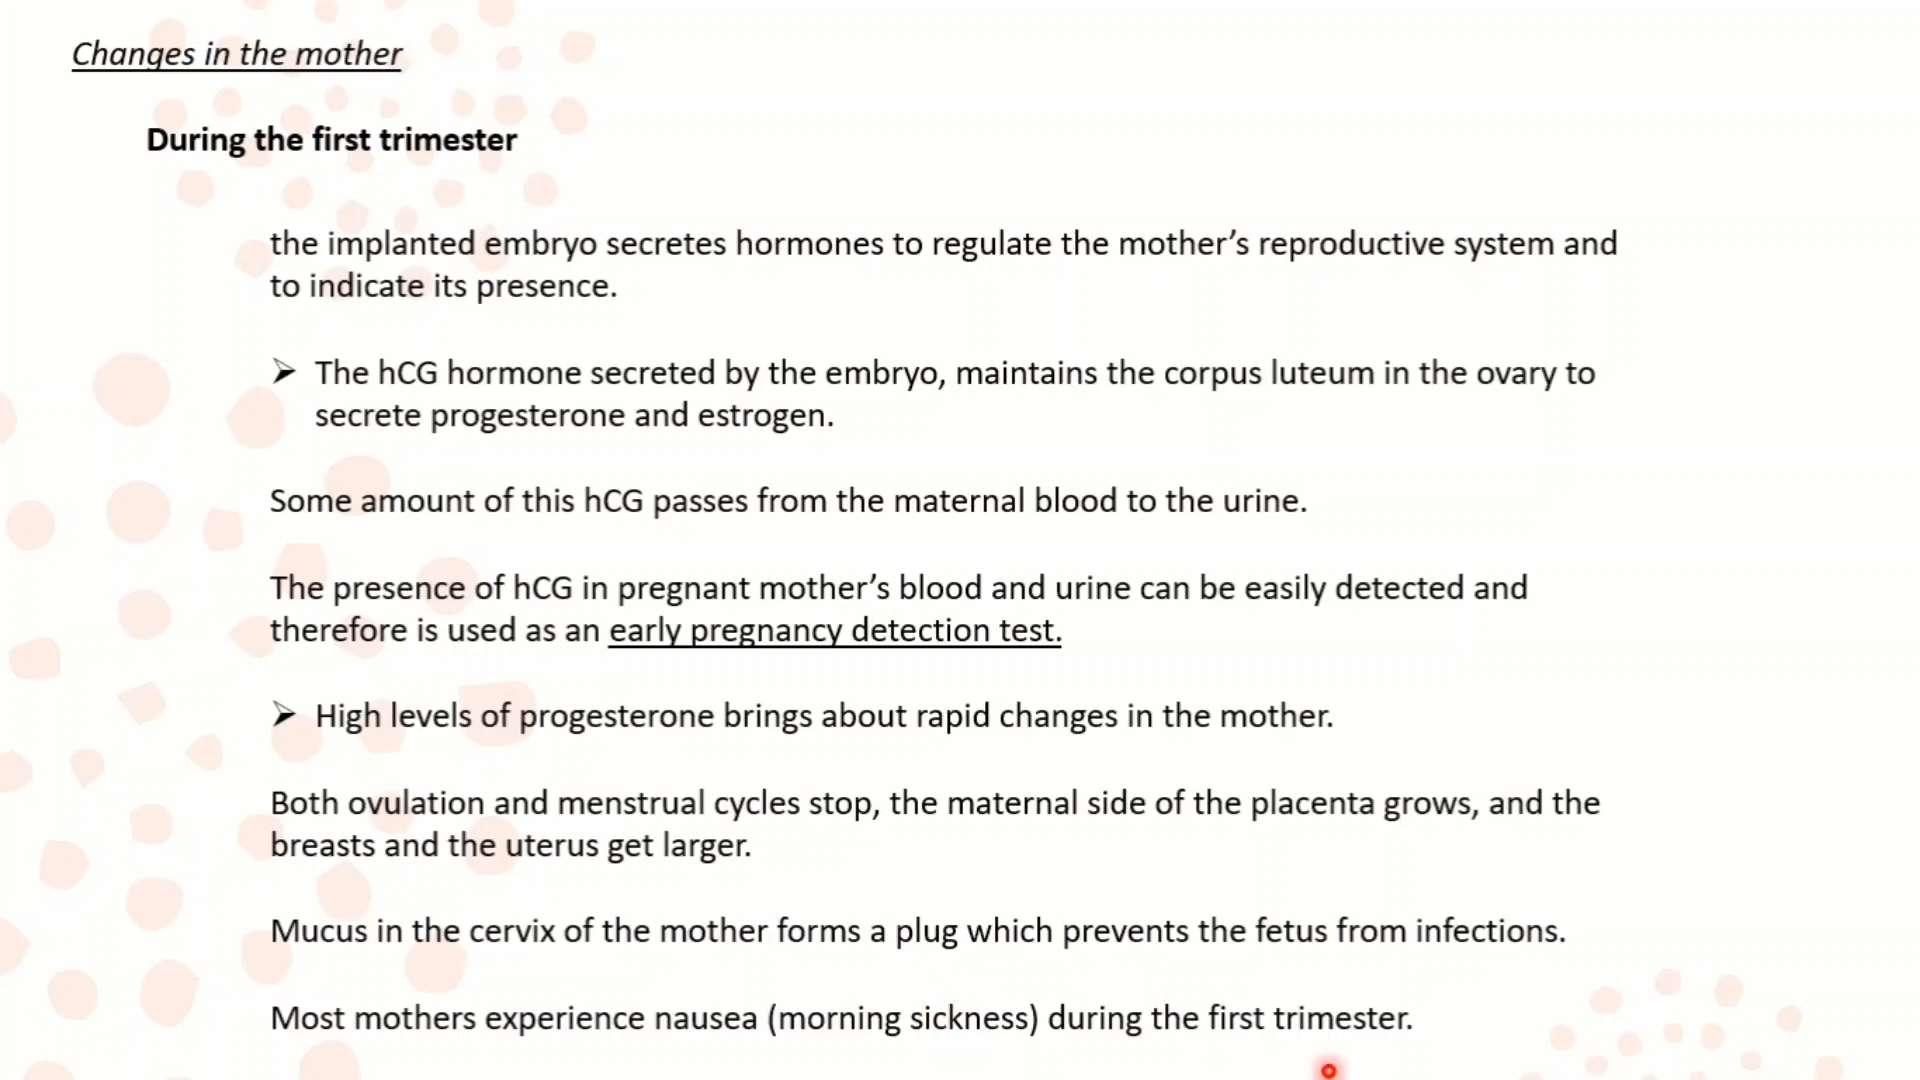 Changes in the mother
During the first trimester
the implanted embryo secretes hormones to regulate the mother’s reproductive system and
to indicate its presence.
➢ The hCG hormone secreted by the embryo, maintains the corpus luteum in the ovary to
secrete progesterone and estrogen.
Some amount of this hCG passes from the maternal blood to the urine.
The presence of hCG in pregnant mother’s blood and urine can be easily detected and
therefore is used as an early pregnancy detection test.
➢ High levels of progesterone brings about rapid changes in the mother.
Both ovulation and menstrual cycles stop, the maternal side of the placenta grows, and the
breasts and the uterus get larger.
Mucus in the cervix of the mother forms a plug which prevents the fetus from infections.
Most mothers experience nausea (morning sickness) during the first trimester.